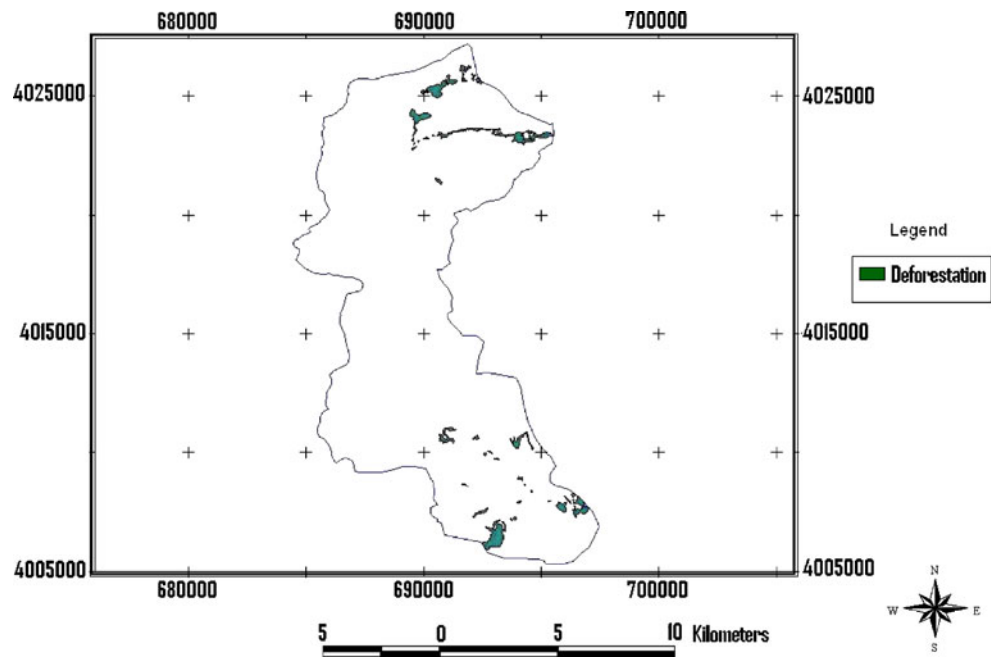 680000 690000 700000
4025000 4025000
Legend
Deforestation
4015000 4015000
4005000 4005000
680000 690000 700000
N
W E
S
5 0 5 10 Kilometers